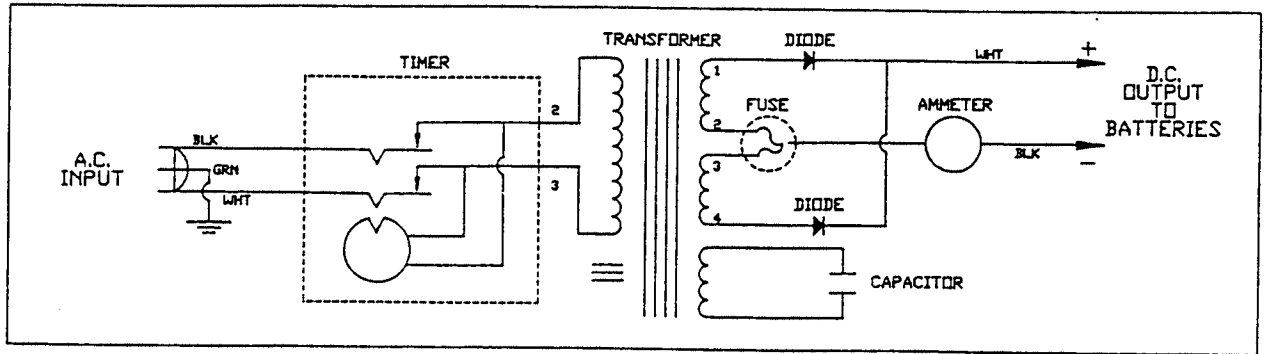 TIMER
TRANSFORMER
DIODE
WHT
+
D.C.
OUTPUT
TO
BATTERIES
-
FUSE
AMMETER
BLK
A.C.
INPUT
BLK
GRN
WHT
2
3
1
2
3
4
DIODE
CAPACITOR